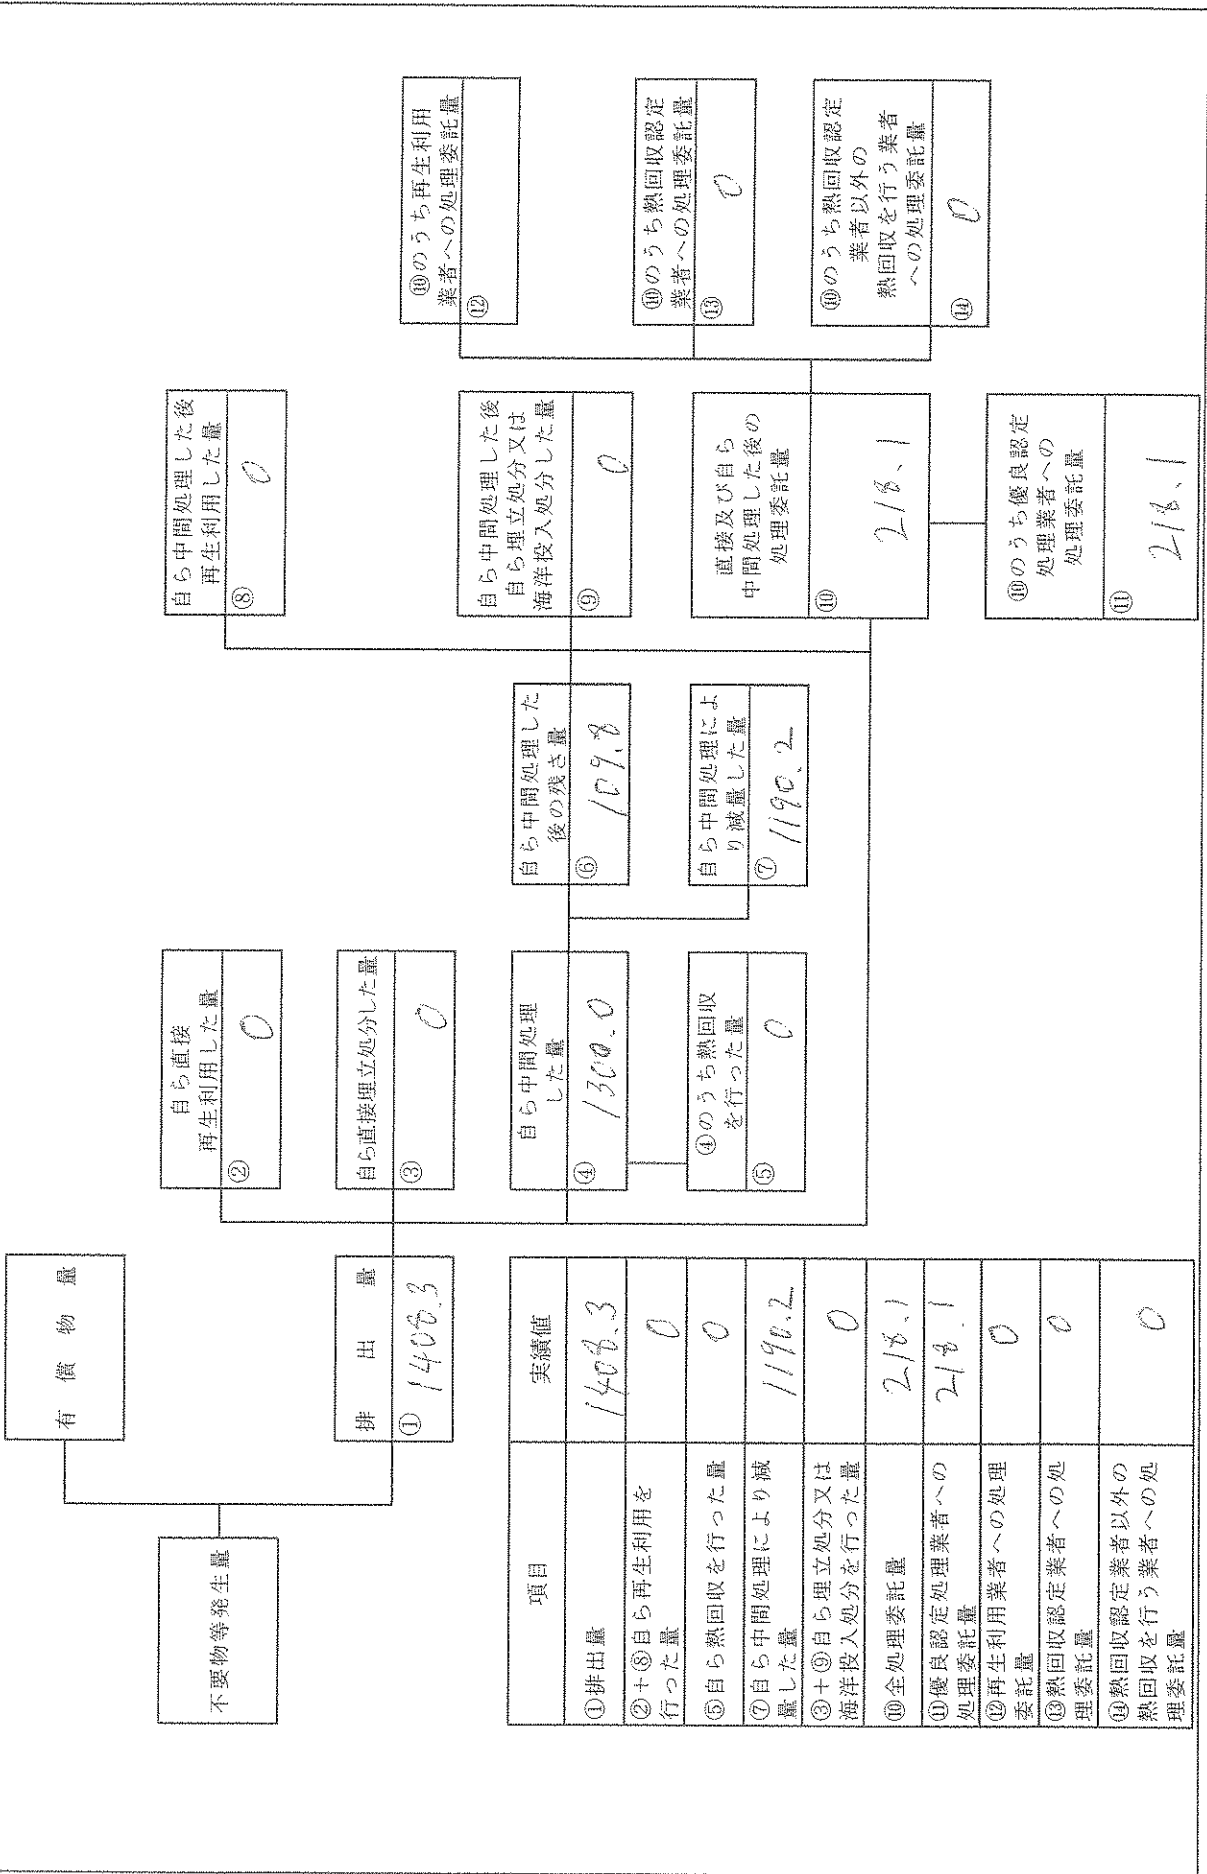 有償物量
不要物等発生量
排出量
① 1408.3
自ら直接
再生利用した量
② 0
自ら直接埋立処分した量
③ 0
自ら中間処理
した量
④ 1300.0
④のうち熱回収
を行った量
⑤ 0
自ら中間処理した
後の残さ量
⑥ 109.8
自ら中間処理によ
り減量した量
⑦ 1190.2
自ら中間処理した後
再生利用した量
⑧ 0
自ら中間処理した後
自ら埋立処分又は
海洋投入処分した量
⑨ 0
直接及び自ら
中間処理した後の
処理委託量
⑩ 218.1
⑩のうち優良認定
処理業者への
処理委託量
⑪ 218.1
⑩のうち再生利用
業者への処理委託量
⑫
⑩のうち熱回収認定
業者への処理委託量
⑬ 0
⑩のうち熱回収認定
業者以外の
熱回収を行う業者
への処理委託量
⑭ 0
項目 実績値
①排出量 1408.3
②+⑧自ら再生利用を
行った量 0
⑤自ら熱回収を行った量 0
⑦自ら中間処理により減
量した量 1190.2
③+⑨自ら埋立処分又は
海洋投入処分を行った量 0
⑩全処理委託量 218.1
⑪優良認定処理業者への
処理委託量 218.1
⑫再生利用業者への処理
委託量 0
⑬熱回収認定業者への処
理委託量 0
⑭熱回収認定業者以外の
熱回収を行う業者への処
理委託量 0